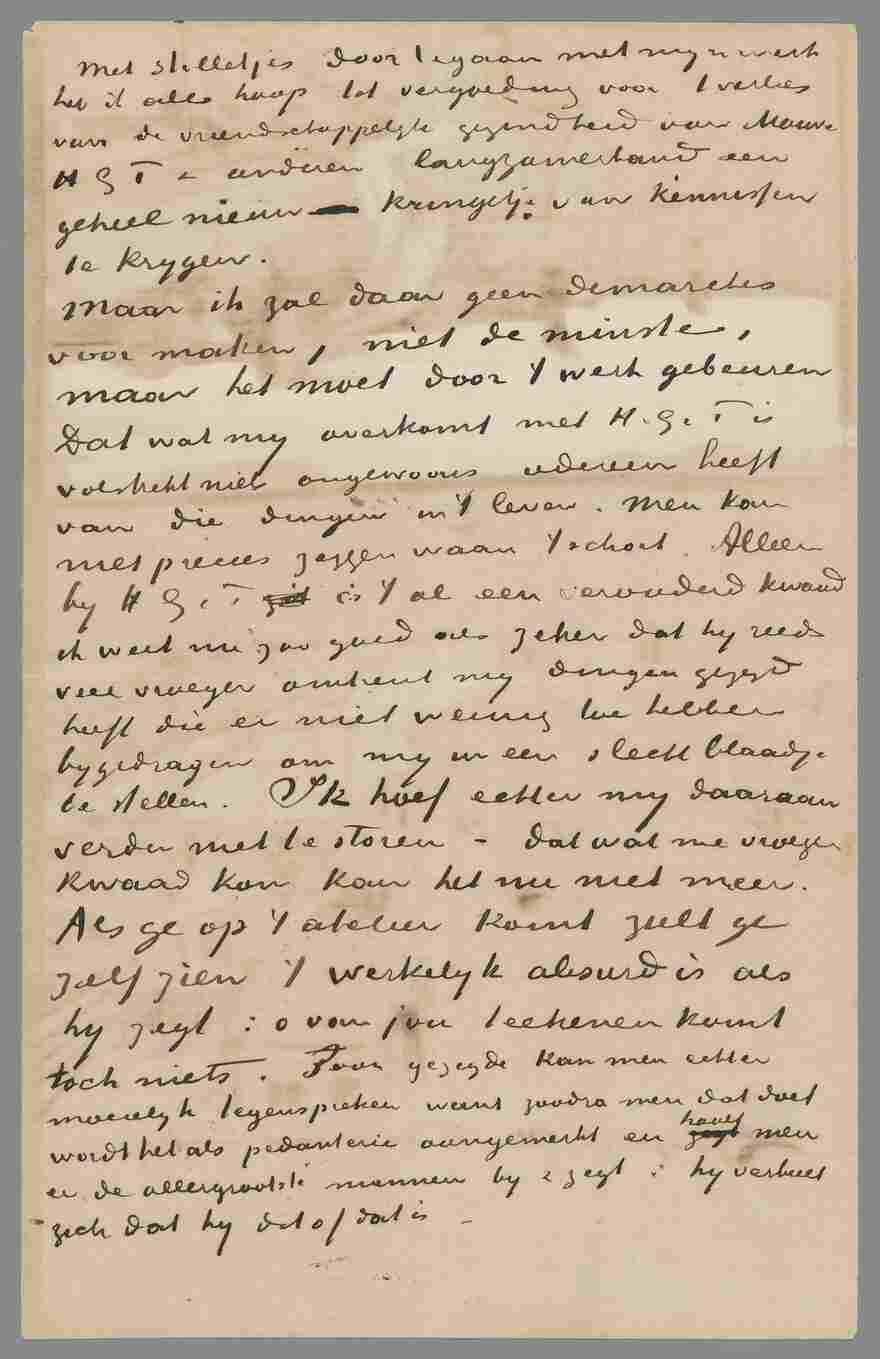 Met stilletjes door te gaan met myn werk
heb ik alles hoop tot vergoeding voor 't verlies
van de vriendschappelyke gezindheid van Mauve
H G T & anderen langzamerhand een
geheel nieuw kringetje van kennissen
te krygen.
Maar ik zal daar geen demarches
voor maken, niet de minste,
maar het moet door 't werk gebeuren
Dat wat my overkomt met H.G.T is
volstrekt niets ongewoons iedereen heeft
van die dingen in 't leven. Men kan
niet precies zeggen waar 't schort. Alleen
by H G. T zit is 't al een verouderd kwaad
ik weet nu zoo goed als zeker dat hy reeds
veel vroeger omtrent my dingen gezegd
heeft die er niet weinig toe hebben
bygedragen om my in een slecht blaadje
te stellen. Ik hoef echter my daaraan
verder niet te storen – dat wat me vroeger
kwaad kon kan het nu niet meer.
Als ge op 't atelier komt zult ge
zelf zien 't werkelyk absurd is als
hy zegt : o van jou teekenen komt
toch niets. Zoo'n gezegde kan men echter
moeielyk tegenspreken want zoodra men dat doet
wordt het als pedanterie aangemerkt en zegt haalt men
er de allergrootste mannen by & zegt : hy verbeeldt
zich dat hy dit of dat is –